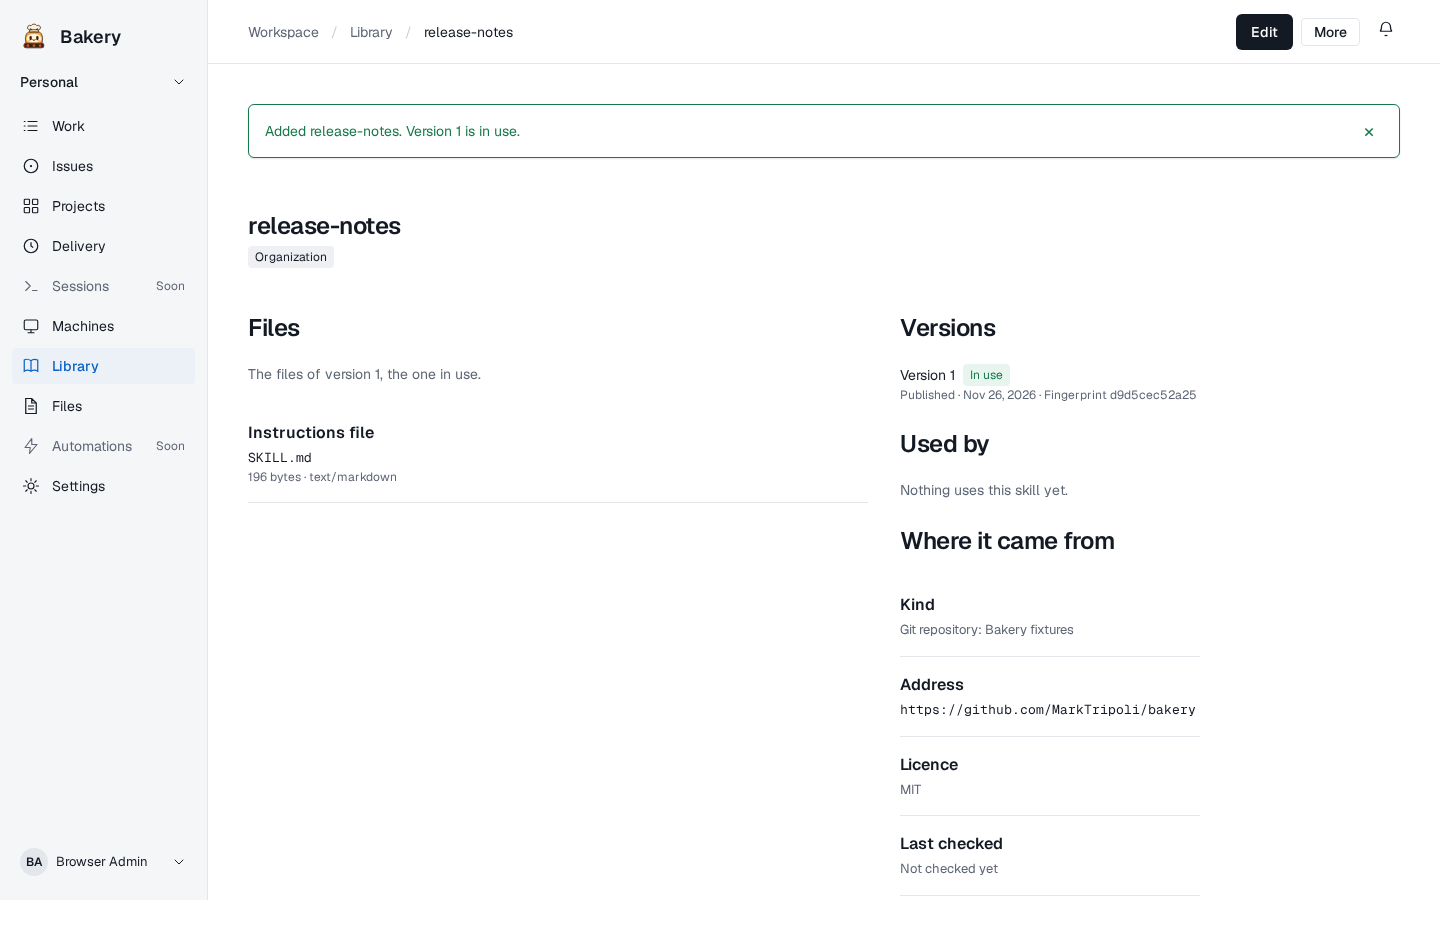 Bakery
Personal
Work
Issues
Projects
Delivery
Sessions Soon
Machines
Library
Files
Automations Soon
Settings
BA Browser Admin
Workspace / Library / release-notes
Edit
More
Added release-notes. Version 1 is in use.
release-notes
Organization
Files
The files of version 1, the one in use.
Instructions file
SKILL.md
196 bytes · text/markdown
Versions
Version 1 In use
Published · Nov 26, 2026 · Fingerprint d9d5cec52a25
Used by
Nothing uses this skill yet.
Where it came from
Kind
Git repository: Bakery fixtures
Address
https://github.com/MarkTripoli/bakery
Licence
MIT
Last checked
Not checked yet